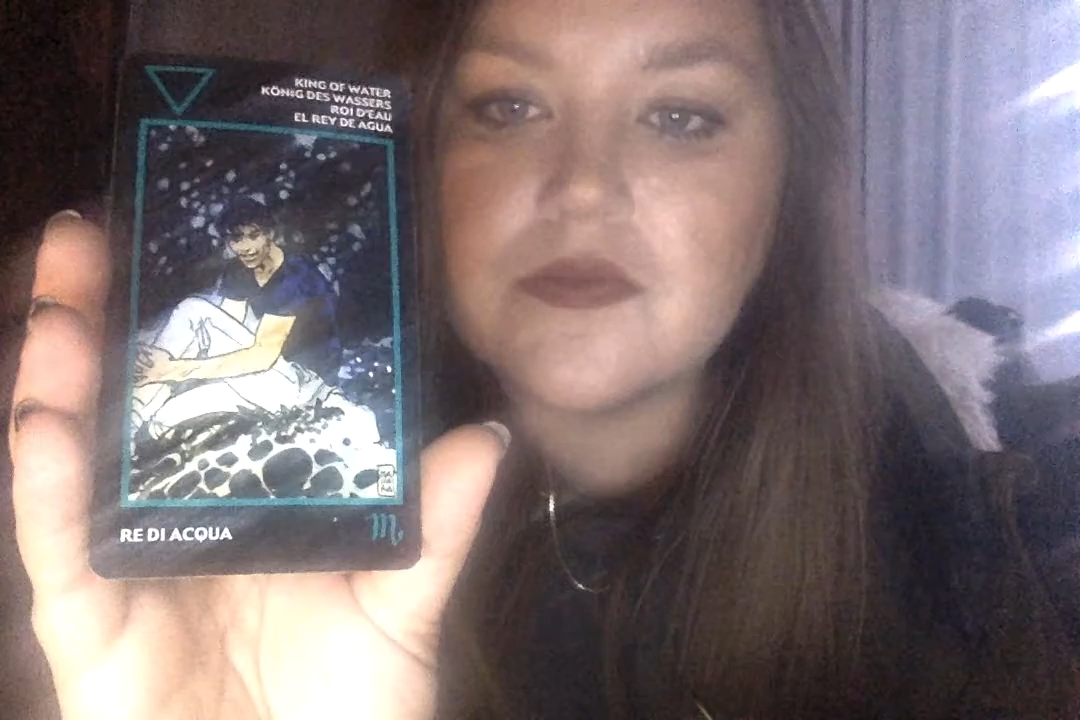 KING OF WATER
KÖNIG DES WASSERS
ROI D'EAU
EL REY DE AGUA
RE DI ACQUA